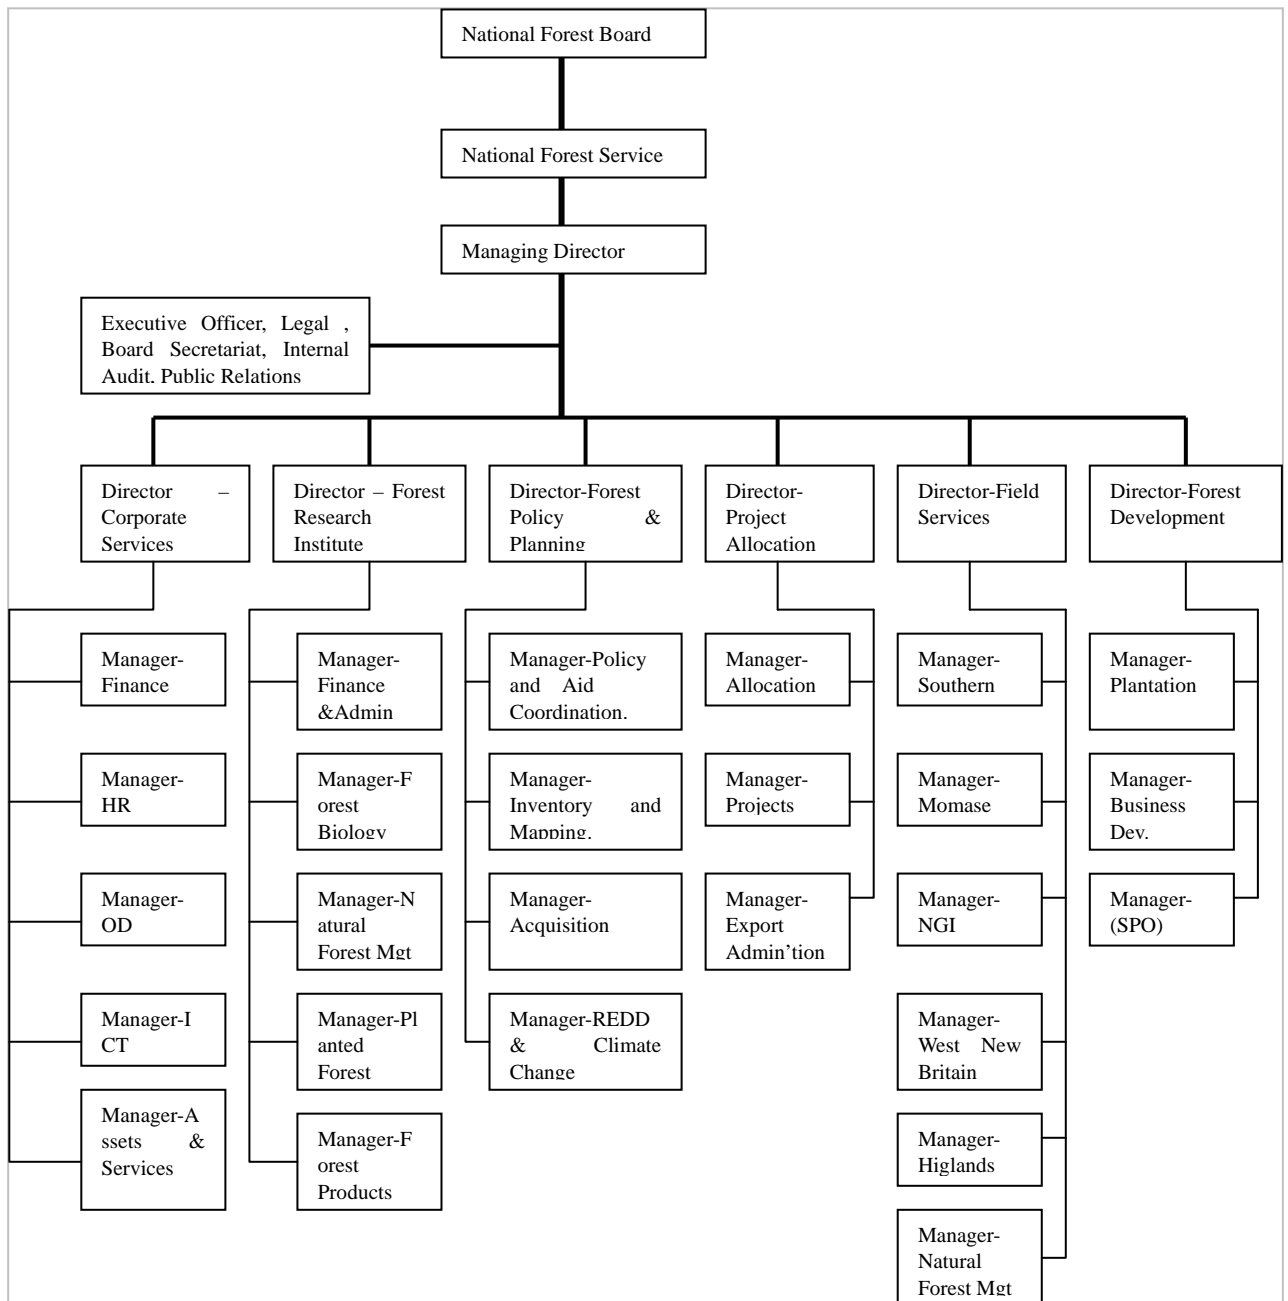 National Forest Board
National Forest Service
Managing Director
Executive Officer, Legal ,
Board Secretariat, Internal
Audit. Public Relations
Director –
Corporate
Services
Director – Forest
Research
Institute
Director-Forest
Policy &
Planning
Director-
Project
Allocation
Director-Field
Services
Director-Forest
Development
Manager-
Finance
Manager-
HR
Manager-
OD
Manager-I
CT
Manager-A
ssets &
Services
Manager-
Finance
&Admin
Manager-F
orest
Biology
Manager-N
atural
Forest Mgt
Manager-Pl
anted
Forest
Manager-F
orest
Products
Manager-Policy
and Aid
Coordination.
Manager-
Inventory and
Mapping.
Manager-
Acquisition
Manager-REDD
& Climate
Change
Manager-
Allocation
Manager-
Projects
Manager-
Export
Admin’tion
Manager-
Southern
Manager-
Momase
Manager-
NGI
Manager-
West New
Britain
Manager-
Higlands
Manager-
Natural
Forest Mgt
Manager-
Plantation
Manager-
Business
Dev.
Manager-
(SPO)